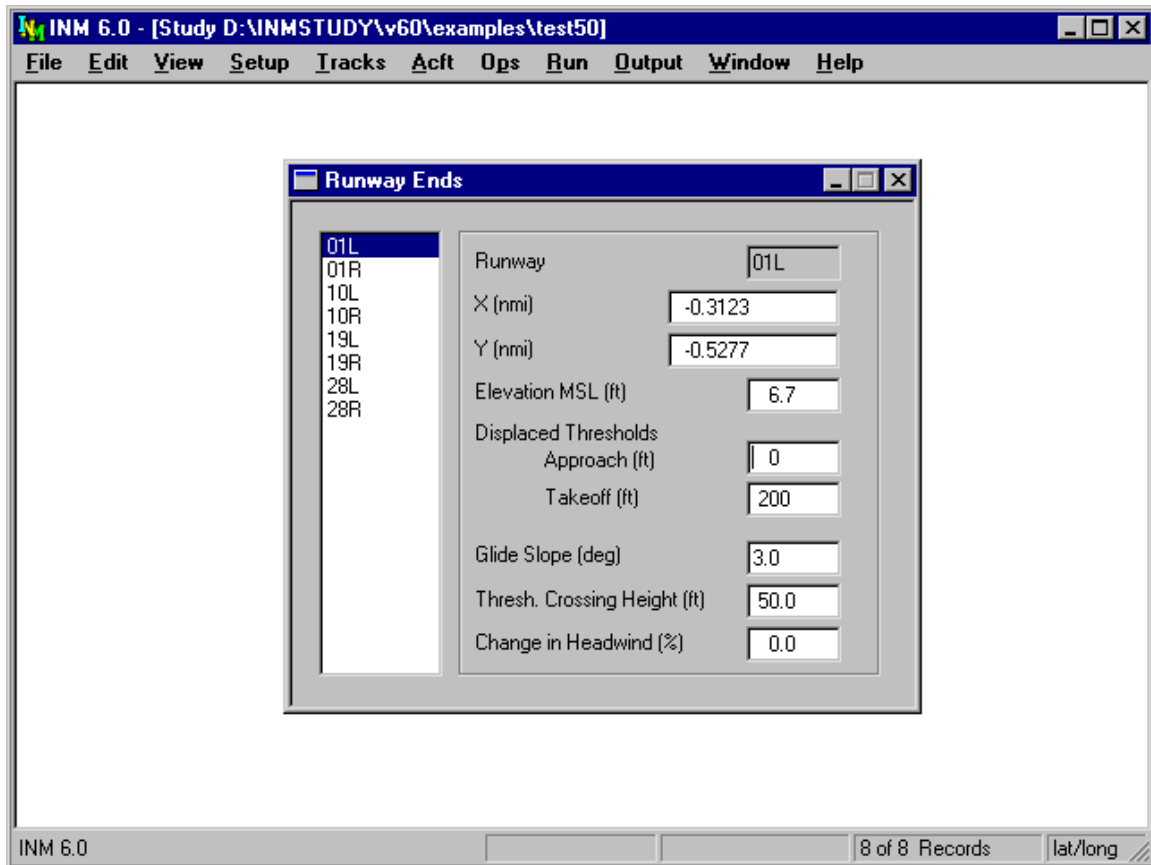 INM 6.0 - [Study D:\INMSTUDY\v60\examples\test50]
File Edit View Setup Tracks Acft Ops Run Output Window Help
Runway Ends
01L
01R
10L
10R
19L
19R
28L
28R
Runway 01L
X (nmi) -0.3123
Y (nmi) -0.5277
Elevation MSL (ft) 6.7
Displaced Thresholds
Approach (ft) 0
Takeoff (ft) 200
Glide Slope (deg) 3.0
Thresh. Crossing Height (ft) 50.0
Change in Headwind (%) 0.0
INM 6.0 8 of 8 Records lat/long